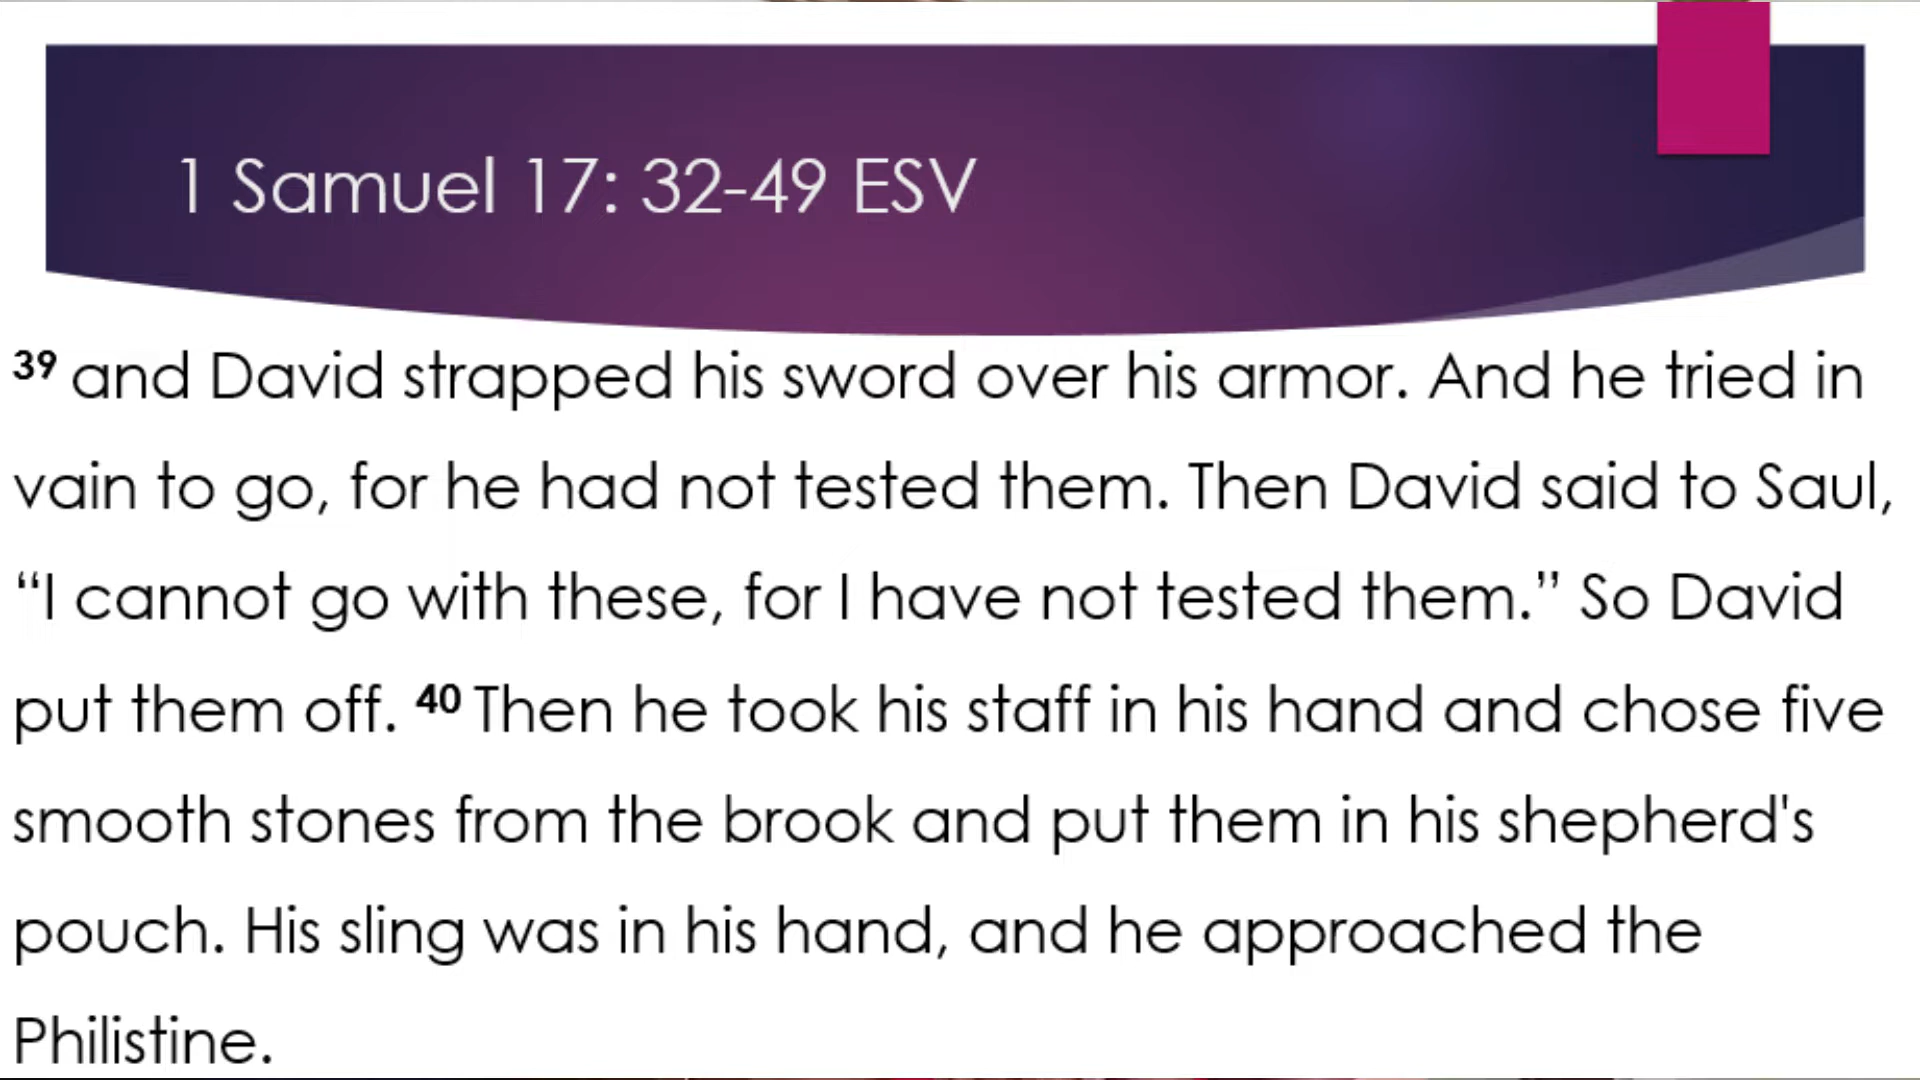 1 Samuel 17: 32-49 ESV
39 and David strapped his sword over his armor. And he tried in
vain to go, for he had not tested them. Then David said to Saul,
“I cannot go with these, for I have not tested them.” So David
put them off. 40 Then he took his staff in his hand and chose five
smooth stones from the brook and put them in his shepherd's
pouch. His sling was in his hand, and he approached the
Philistine.